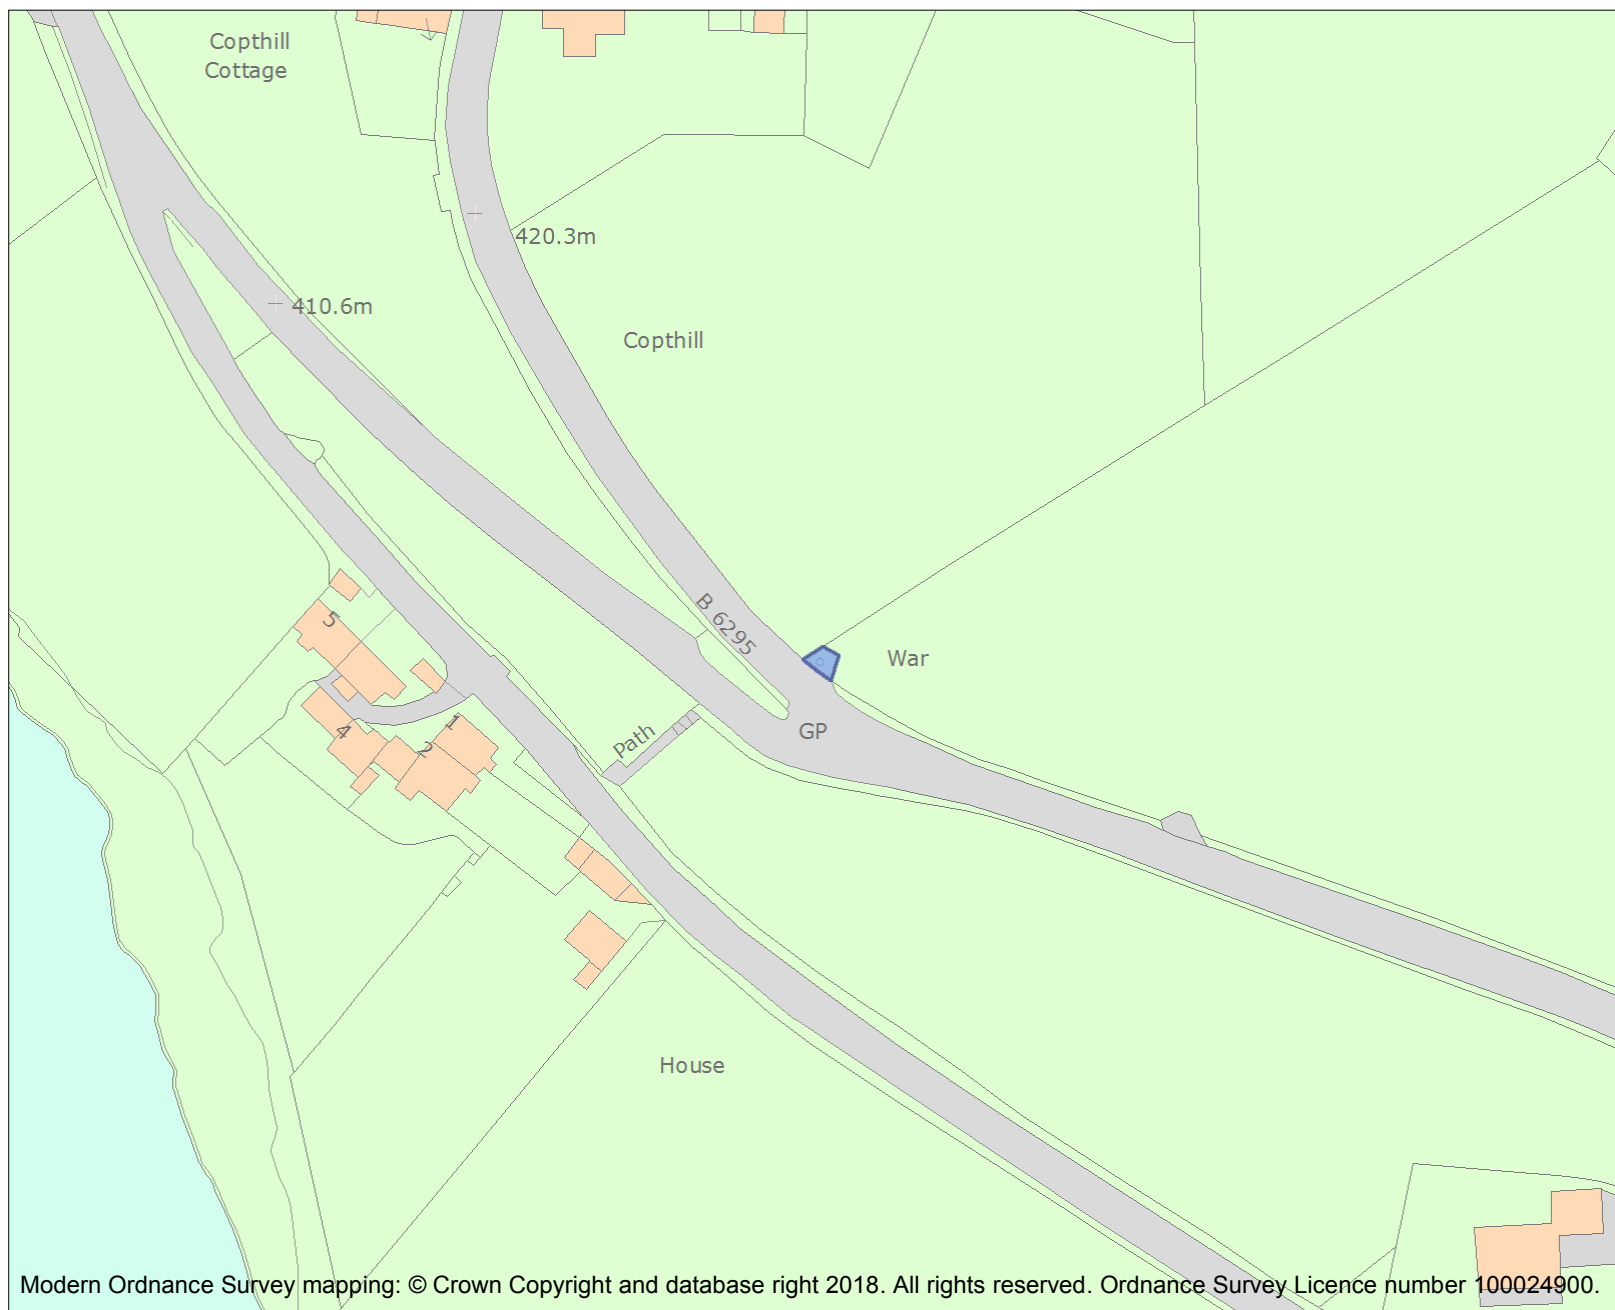 Copthill
Cottage
420.3m
410.6m
Copthill
B 6295
5
War
1
2
4
Path
GP
House
Modern Ordnance Survey mapping: © Crown Copyright and database right 2018. All rights reserved. Ordnance Survey Licence number 100024900.